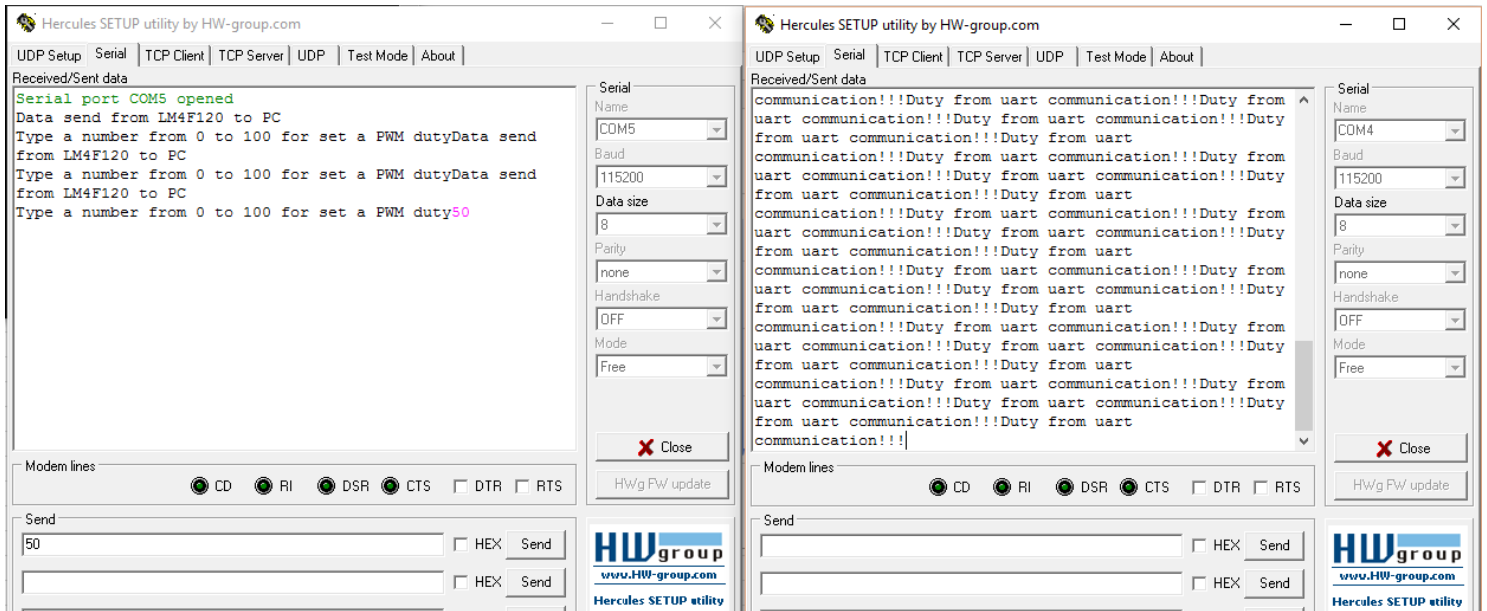 Hercules SETUP utility by HW-group.com
UDP Setup Serial TCP Client TCP Server UDP Test Mode About
Received/Sent data
Serial port COM5 opened
Data send from LM4F120 to PC
Type a number from 0 to 100 for set a PWM dutyData send
from LM4F120 to PC
Type a number from 0 to 100 for set a PWM dutyData send
from LM4F120 to PC
Type a number from 0 to 100 for set a PWM duty50
Serial
Name
COM5
Baud
115200
Data size
8
Parity
none
Handshake
OFF
Mode
Free
Close
HWg FW update
Modem lines
CD RI DSR CTS DTR RTS
Send
50
HEX Send
HEX Send
HWgroup
www.HW-group.com
Hercules SETUP utility
Hercules SETUP utility by HW-group.com
UDP Setup Serial TCP Client TCP Server UDP Test Mode About
Received/Sent data
communication!!!Duty from uart communication!!!Duty from
uart communication!!!Duty from uart communication!!!Duty
from uart communication!!!Duty from uart
communication!!!Duty from uart communication!!!Duty from
uart communication!!!Duty from uart communication!!!Duty
from uart communication!!!Duty from uart
communication!!!Duty from uart communication!!!Duty from
uart communication!!!Duty from uart communication!!!Duty
from uart communication!!!Duty from uart
communication!!!Duty from uart communication!!!Duty from
uart communication!!!Duty from uart communication!!!Duty
from uart communication!!!Duty from uart
communication!!!Duty from uart communication!!!Duty from
uart communication!!!Duty from uart communication!!!Duty
from uart communication!!!Duty from uart
communication!!!Duty from uart communication!!!Duty from
uart communication!!!Duty from uart communication!!!Duty
from uart communication!!!Duty from uart
communication!!!
Serial
Name
COM4
Baud
115200
Data size
8
Parity
none
Handshake
OFF
Mode
Free
Close
HWg FW update
Modem lines
CD RI DSR CTS DTR RTS
Send
HEX Send
HEX Send
HWgroup
www.HW-group.com
Hercules SETUP utility